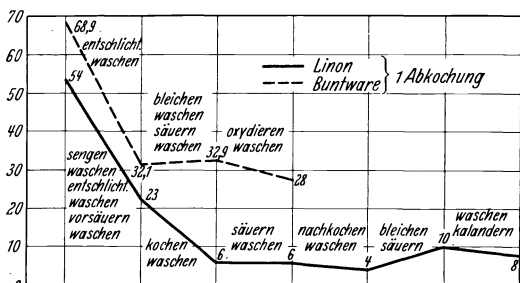 70
60
50
40
30
20
10
68,9
entschlicht.
waschen
54
Linon
Buntware
1 Abkochung
bleichen
waschen
säuern
waschen
32,1
32,9
oxydieren
waschen
28
sengen
waschen
entschlicht.
waschen
vorsäuern
waschen
23
kochen
waschen
6
säuern
waschen
6
nachkochen
waschen
4
bleichen
säuern
10
waschen
kalandern
8